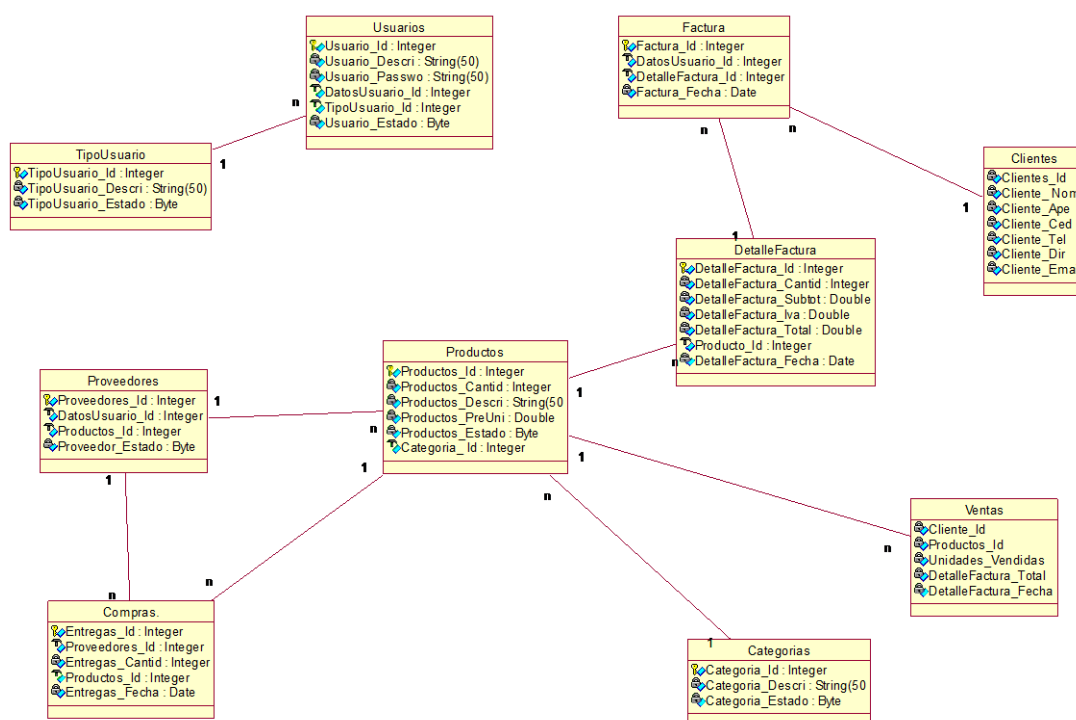 Usuarios
Usuario_Id : Integer
Usuario_Descri : String(50)
Usuario_Passwo : String(50)
DatosUsuario_Id : Integer
TipoUsuario_Id : Integer
Usuario_Estado : Byte
n
1
TipoUsuario
TipoUsuario_Id : Integer
TipoUsuario_Descri : String(50)
TipoUsuario_Estado : Byte
Factura
Factura_Id : Integer
DatosUsuario_Id : Integer
DetalleFactura_Id : Integer
Factura_Fecha : Date
n
n
1
1
Clientes
Clientes_Id
Cliente_Nom
Cliente_Ape
Cliente_Ced
Cliente_Tel
Cliente_Dir
Cliente_Ema
DetalleFactura
DetalleFactura_Id : Integer
DetalleFactura_Cantid : Integer
DetalleFactura_Subtot : Double
DetalleFactura_Iva : Double
DetalleFactura_Total : Double
Producto_Id : Integer
DetalleFactura_Fecha : Date
n
1
Productos
Productos_Id : Integer
Productos_Cantid : Integer
Productos_Descri : String(50
Productos_PreUni : Double
Productos_Estado : Byte
Categoria_Id : Integer
1
n
Proveedores
Proveedores_Id : Integer
DatosUsuario_Id : Integer
Productos_Id : Integer
Proveedor_Estado : Byte
1
1
1
n
n
n
n
1
n
Compras.
Entregas_Id : Integer
Proveedores_Id : Integer
Entregas_Cantid : Integer
Productos_Id : Integer
Entregas_Fecha : Date
Ventas
Cliente_Id
Productos_Id
Unidades_Vendidas
DetalleFactura_Total
DetalleFactura_Fecha
1
Categorias
Categoria_Id : Integer
Categoria_Descri : String(50
Categoria_Estado : Byte